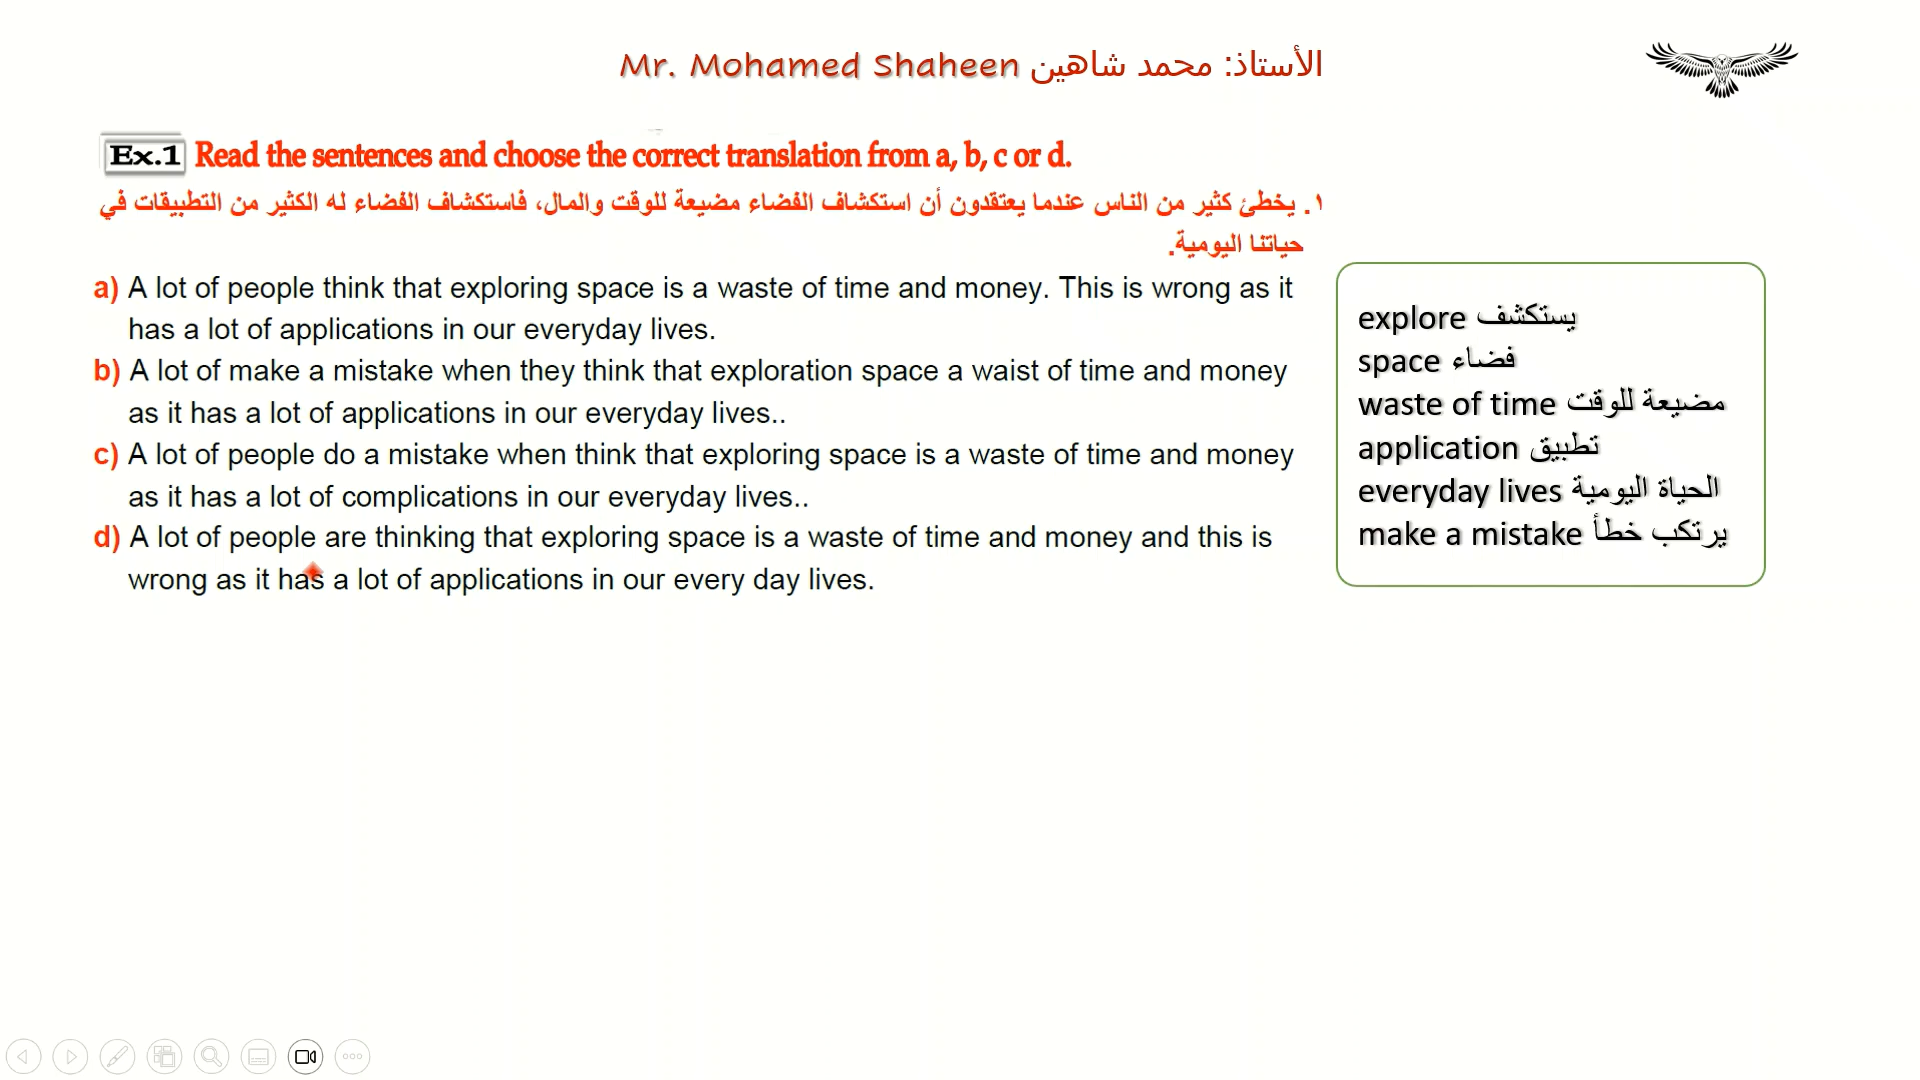 Mr. Mohamed Shaheen الأستاذ: محمد شاهين
Ex.1 Read the sentences and choose the correct translation from a, b, c or d.
١. يخطئ كثير من الناس عندما يعتقدون أن استكشاف الفضاء مضيعة للوقت والمال، فاستكشاف الفضاء له الكثير من التطبيقات في
حياتنا اليومية.
a) A lot of people think that exploring space is a waste of time and money. This is wrong as it
has a lot of applications in our everyday lives.
b) A lot of make a mistake when they think that exploration space a waist of time and money
as it has a lot of applications in our everyday lives..
c) A lot of people do a mistake when think that exploring space is a waste of time and money
as it has a lot of complications in our everyday lives..
d) A lot of people are thinking that exploring space is a waste of time and money and this is
wrong as it has a lot of applications in our every day lives.
explore يستكشف
space فضاء
waste of time مضيعة للوقت
application تطبيق
everyday lives الحياة اليومية
make a mistake يرتكب خطأ